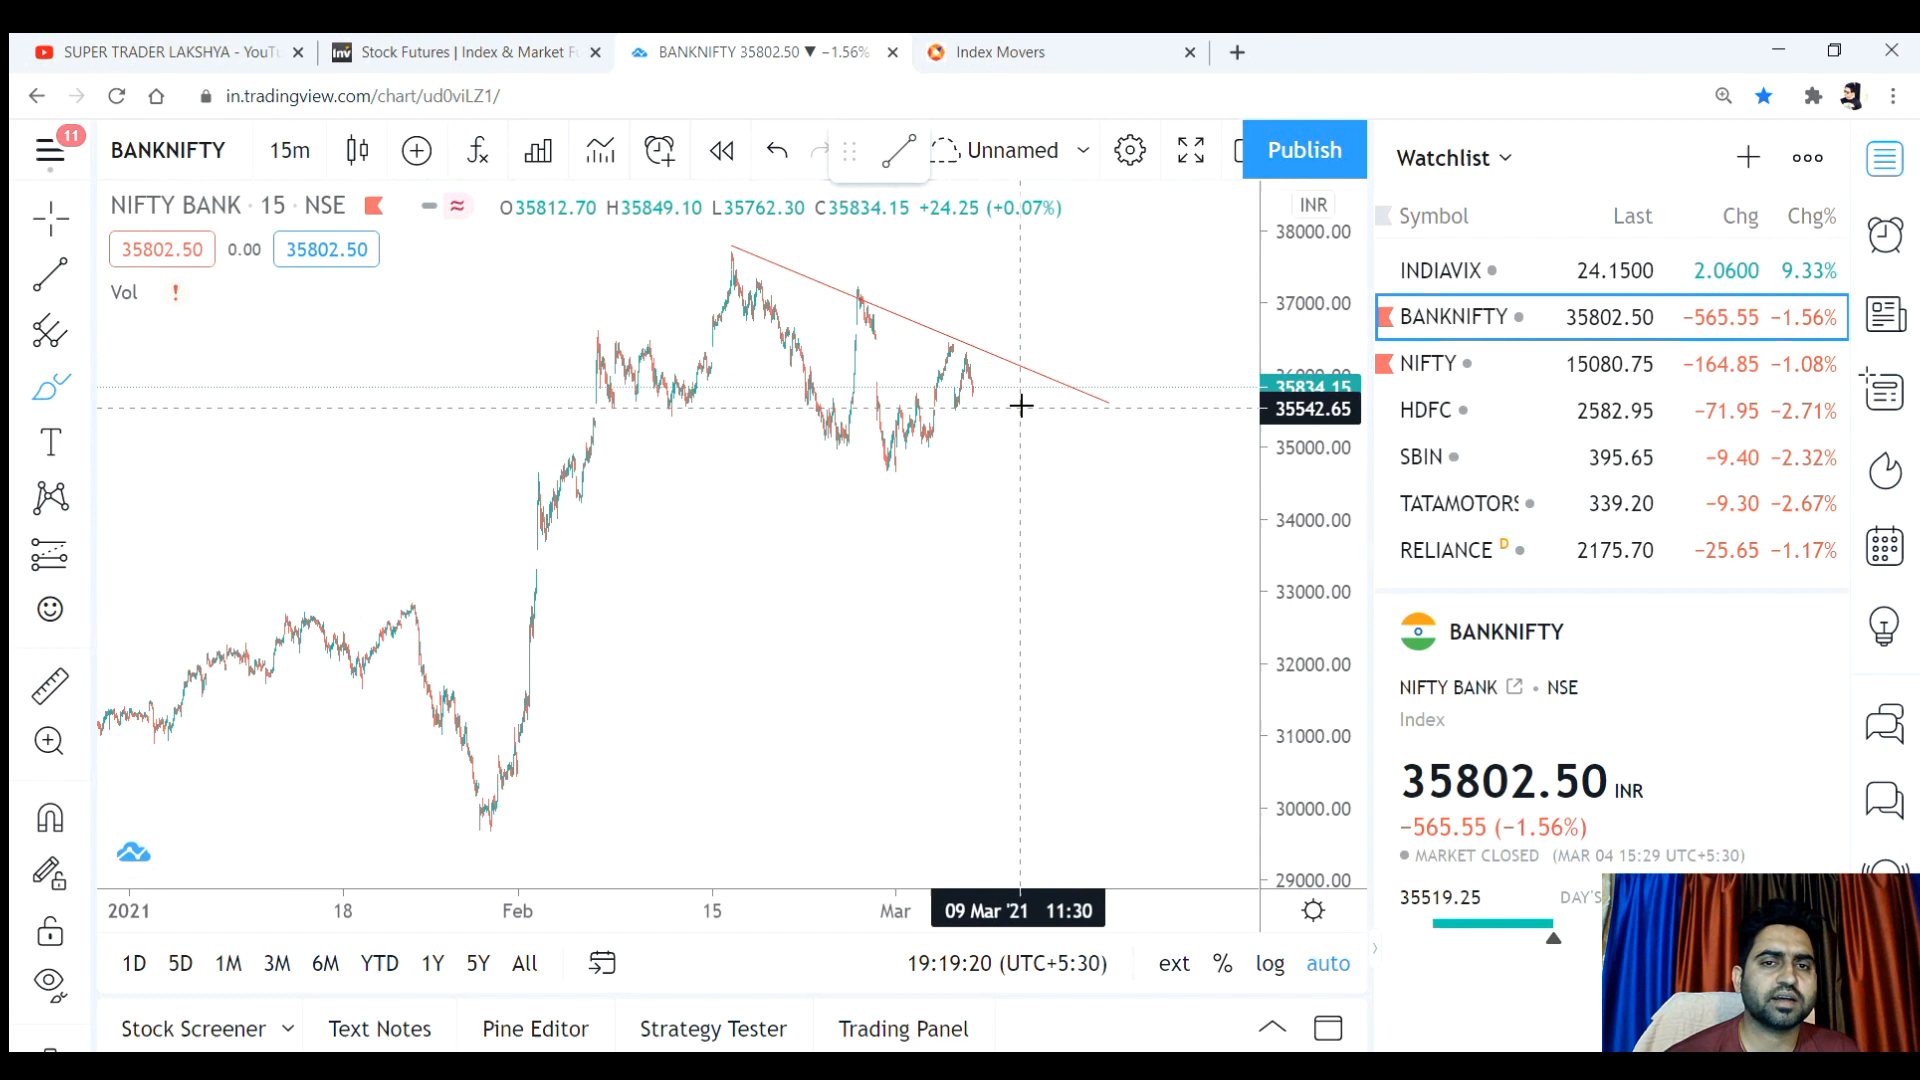 SUPER TRADER LAKSHYA - YouTu
Stock Futures | Index & Market F
BANKNIFTY 35802.50 ▼ −1.56%
Index Movers
in.tradingview.com/chart/ud0viLZ1/
11
BANKNIFTY
15m
Unnamed
Publish
NIFTY BANK · 15 · NSE
O35812.70 H35849.10 L35762.30 C35834.15 +24.25 (+0.07%)
35802.50 0.00 35802.50
Vol !
INR
38000.00
37000.00
36000.00
35834.15
35542.65
35000.00
34000.00
33000.00
32000.00
31000.00
30000.00
29000.00
2021 18 Feb 15 Mar 09 Mar '21 11:30
1D 5D 1M 3M 6M YTD 1Y 5Y All
19:19:20 (UTC+5:30)
ext % log auto
Stock Screener Text Notes Pine Editor Strategy Tester Trading Panel
Watchlist
Symbol Last Chg Chg%
INDIAVIX 24.1500 2.0600 9.33%
BANKNIFTY 35802.50 −565.55 −1.56%
NIFTY 15080.75 −164.85 −1.08%
HDFC 2582.95 −71.95 −2.71%
SBIN 395.65 −9.40 −2.32%
TATAMOTORS 339.20 −9.30 −2.67%
RELIANCE D 2175.70 −25.65 −1.17%
BANKNIFTY
NIFTY BANK • NSE
Index
35802.50 INR
−565.55 (−1.56%)
MARKET CLOSED (MAR 04 15:29 UTC+5:30)
35519.25 DAY'S